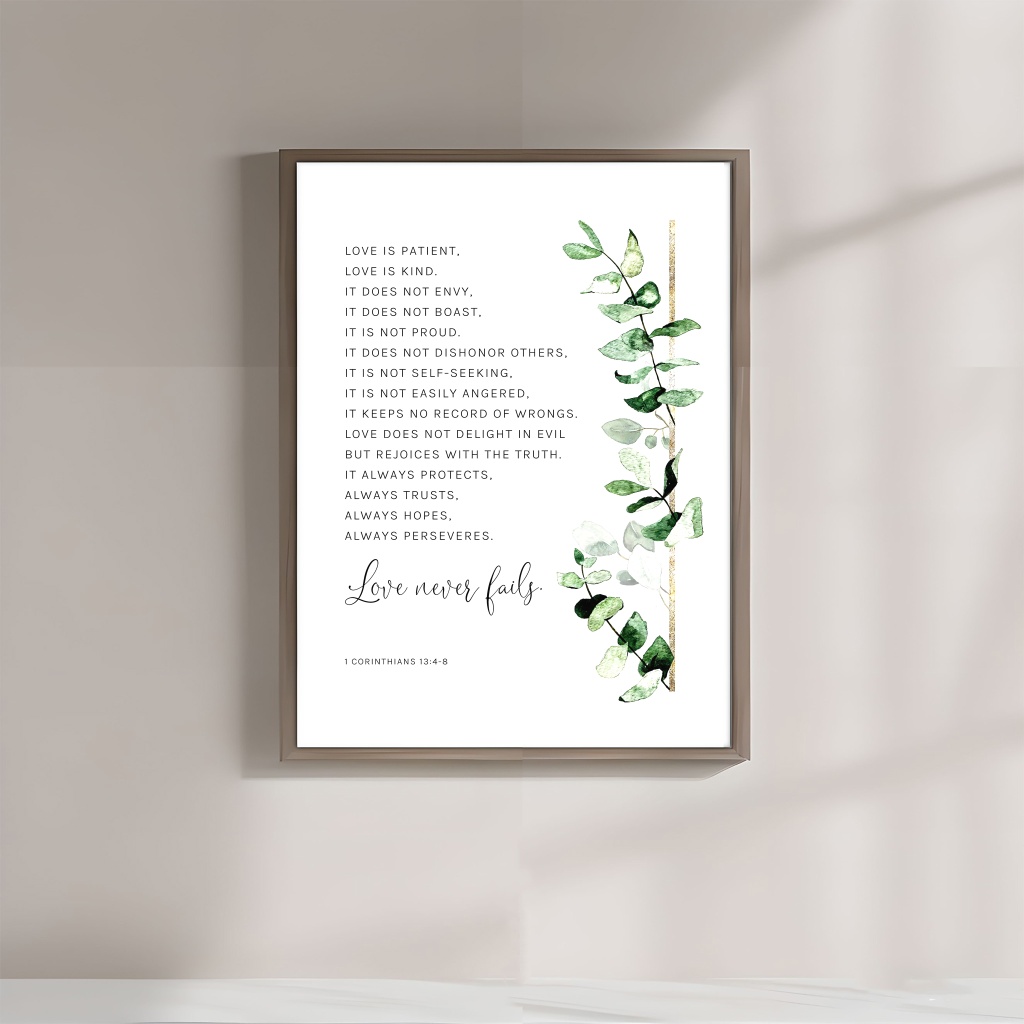 LOVE IS PATIENT,
LOVE IS KIND.
IT DOES NOT ENVY,
IT DOES NOT BOAST,
IT IS NOT PROUD.
IT DOES NOT DISHONOR OTHERS,
IT IS NOT SELF-SEEKING,
IT IS NOT EASILY ANGERED,
IT KEEPS NO RECORD OF WRONGS.
LOVE DOES NOT DELIGHT IN EVIL
BUT REJOICES WITH THE TRUTH.
IT ALWAYS PROTECTS,
ALWAYS TRUSTS,
ALWAYS HOPES,
ALWAYS PERSEVERES.
Love never fails.
1 CORINTHIANS 13:4-8